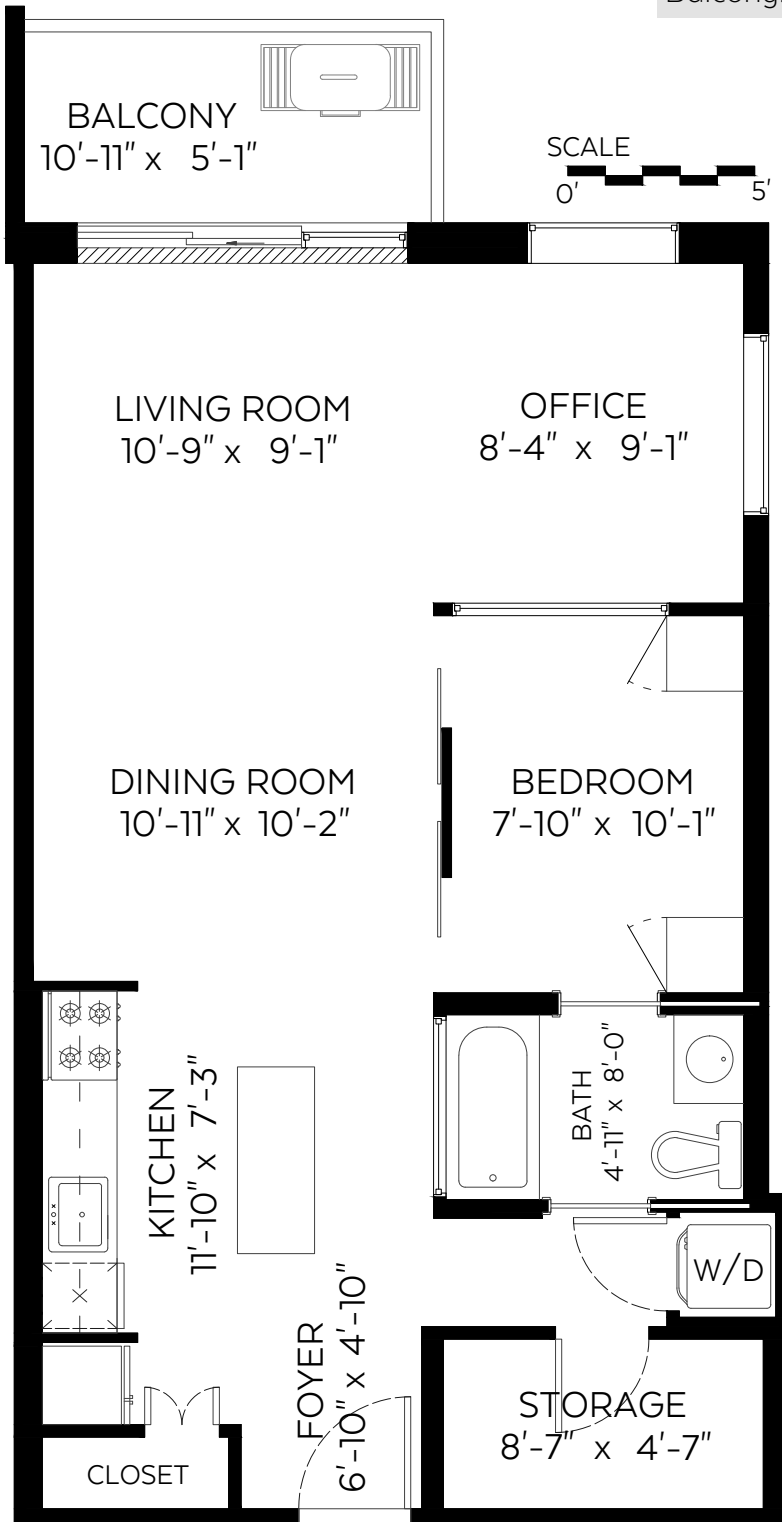 BALCONY
10'-11" x 5'-1"
SCALE
0' 5'
LIVING ROOM
10'-9" x 9'-1"
OFFICE
8'-4" x 9'-1"
DINING ROOM
10'-11" x 10'-2"
BEDROOM
7'-10" x 10'-1"
KITCHEN
11'-10" x 7'-3"
BATH
4'-11" x 8'-0"
W/D
FOYER
6'-10" x 4'-10"
STORAGE
8'-7" x 4'-7"
CLOSET